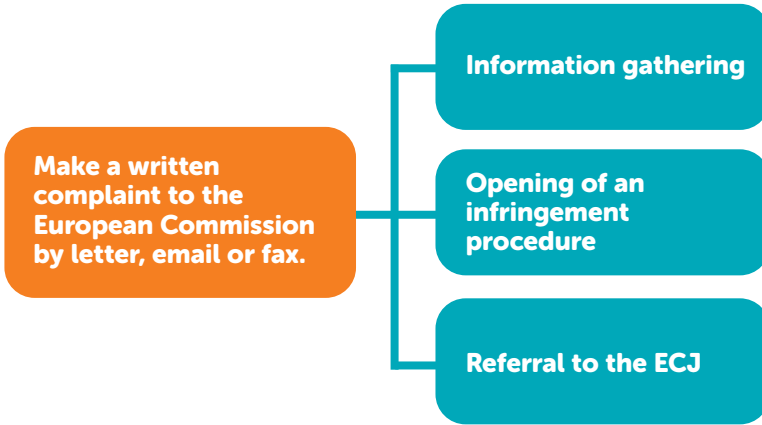 Make a written
complaint to the
European Commission
by letter, email or fax.
Information gathering
Opening of an
infringement
procedure
Referral to the ECJ